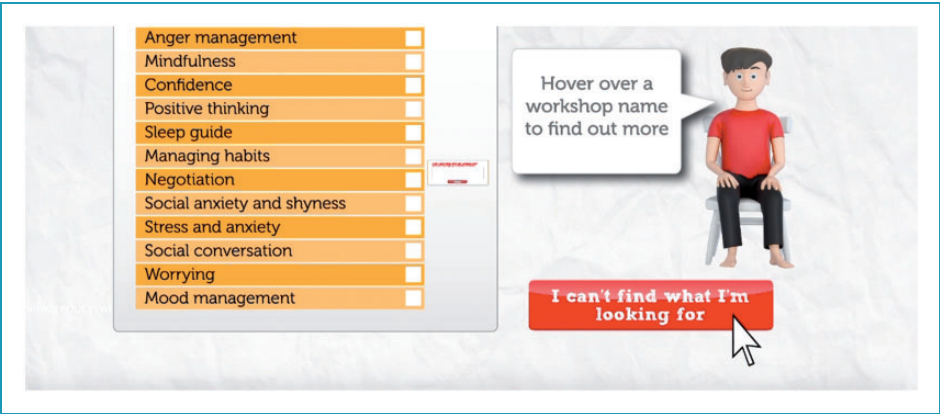 Anger management
Mindfulness
Confidence
Positive thinking
Sleep guide
Managing habits
Negotiation
Social anxiety and shyness
Stress and anxiety
Social conversation
Worrying
Mood management
Hover over a
workshop name
to find out more
I can't find what I'm
looking for